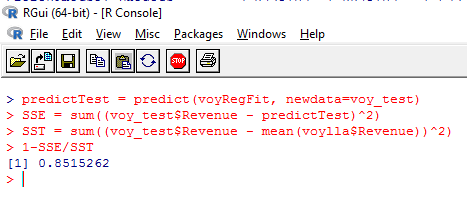 RGui (64-bit) - [R Console]
File Edit View Misc Packages Windows Help
STOP
> predictTest = predict(voyRegFit, newdata=voy_test)
> SSE = sum((voy_test$Revenue - predictTest)^2)
> SST = sum((voy_test$Revenue - mean(voylla$Revenue))^2)
> 1-SSE/SST
[1] 0.8515262
>